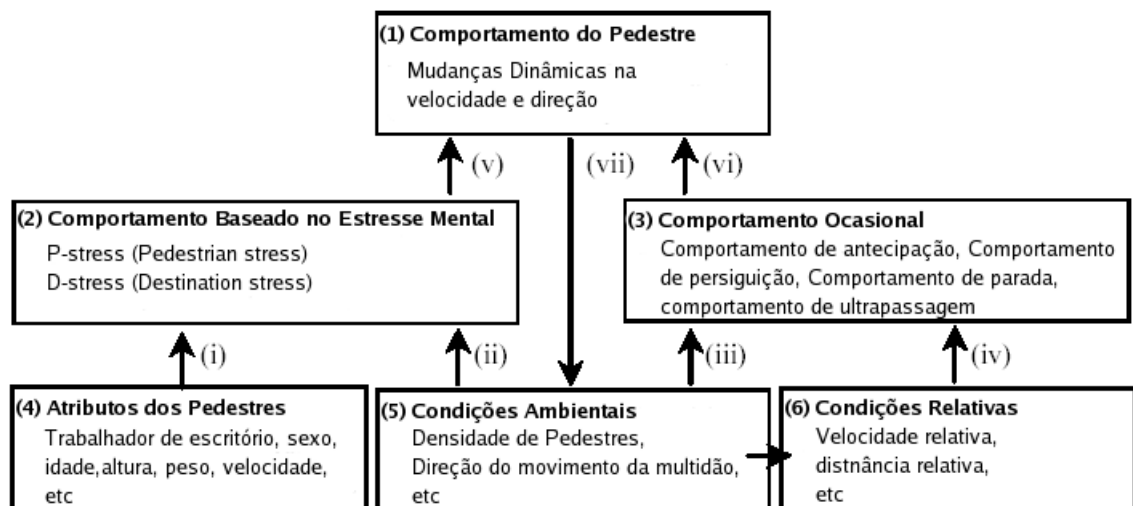 (1) Comportamento do Pedestre
Mudanças Dinâmicas na
velocidade e direção
(v)
(vii)
(vi)
(2) Comportamento Baseado no Estresse Mental
P-stress (Pedestrian stress)
D-stress (Destination stress)
(3) Comportamento Ocasional
Comportamento de antecipação, Comportamento
de persiguição, Comportamento de parada,
comportamento de ultrapassagem
(i)
(ii)
(iii)
(iv)
(4) Atributos dos Pedestres
Trabalhador de escritório, sexo,
idade,altura, peso, velocidade,
etc
(5) Condições Ambientais
Densidade de Pedestres,
Direção do movimento da multidão,
etc
(6) Condições Relativas
Velocidade relativa,
distnância relativa,
etc